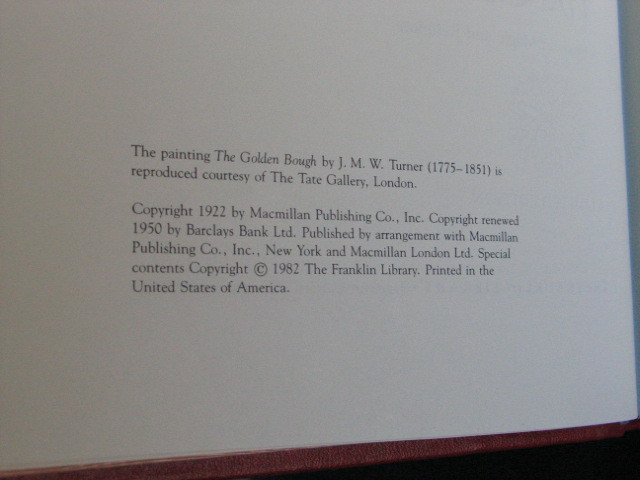 The painting The Golden Bough by J. M. W. Turner (1775–1851) is
reproduced courtesy of The Tate Gallery, London.
Copyright 1922 by Macmillan Publishing Co., Inc. Copyright renewed
1950 by Barclays Bank Ltd. Published by arrangement with Macmillan
Publishing Co., Inc., New York and Macmillan London Ltd. Special
contents Copyright © 1982 The Franklin Library. Printed in the
United States of America.